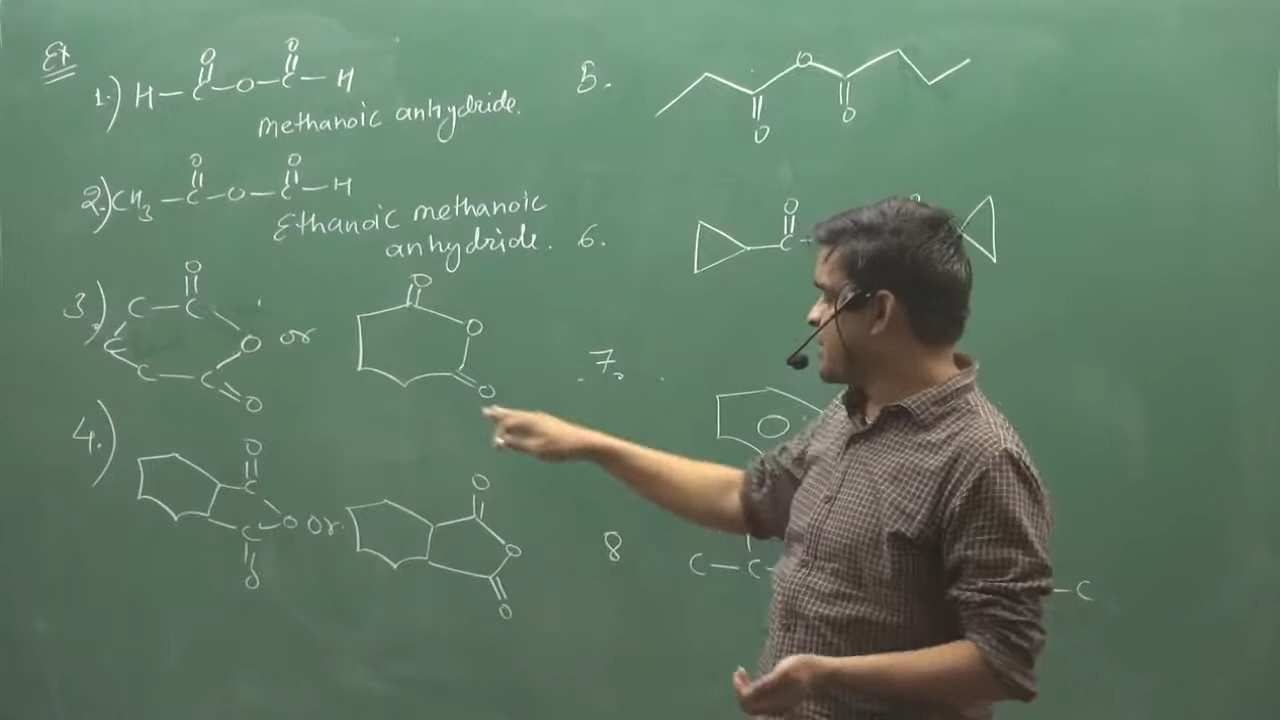 Ex
1.) H–C–O–C–H
O O
methanoic anhydride.
2.) CH3–C–O–C–H
O O
Ethanoic methanoic
anhydride.
3.) C–C
O
C
O or
C–C
O
O
O
O
4.)
O
C
O or
C
O
O
O
O
5.
O
O
O
6.
O
C–
7.
O
8
C–C–
–C